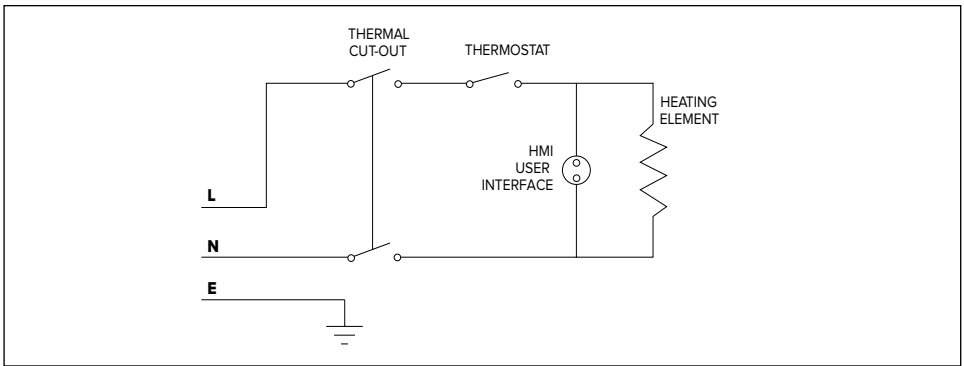 THERMAL
CUT-OUT
THERMOSTAT
HEATING
ELEMENT
HMI
USER
INTERFACE
L
N
E